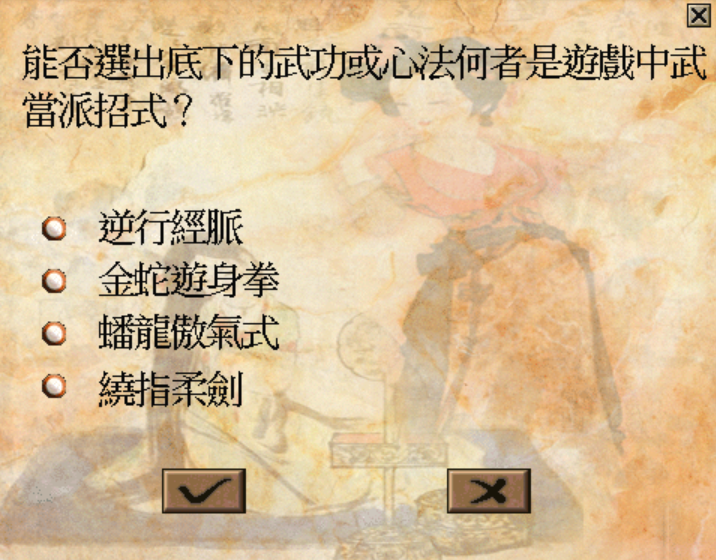 能否選出底下的武功或心法何者是遊戲中武
當派招式？
逆行經脈
金蛇遊身拳
蟠龍傲氣式
繞指柔劍